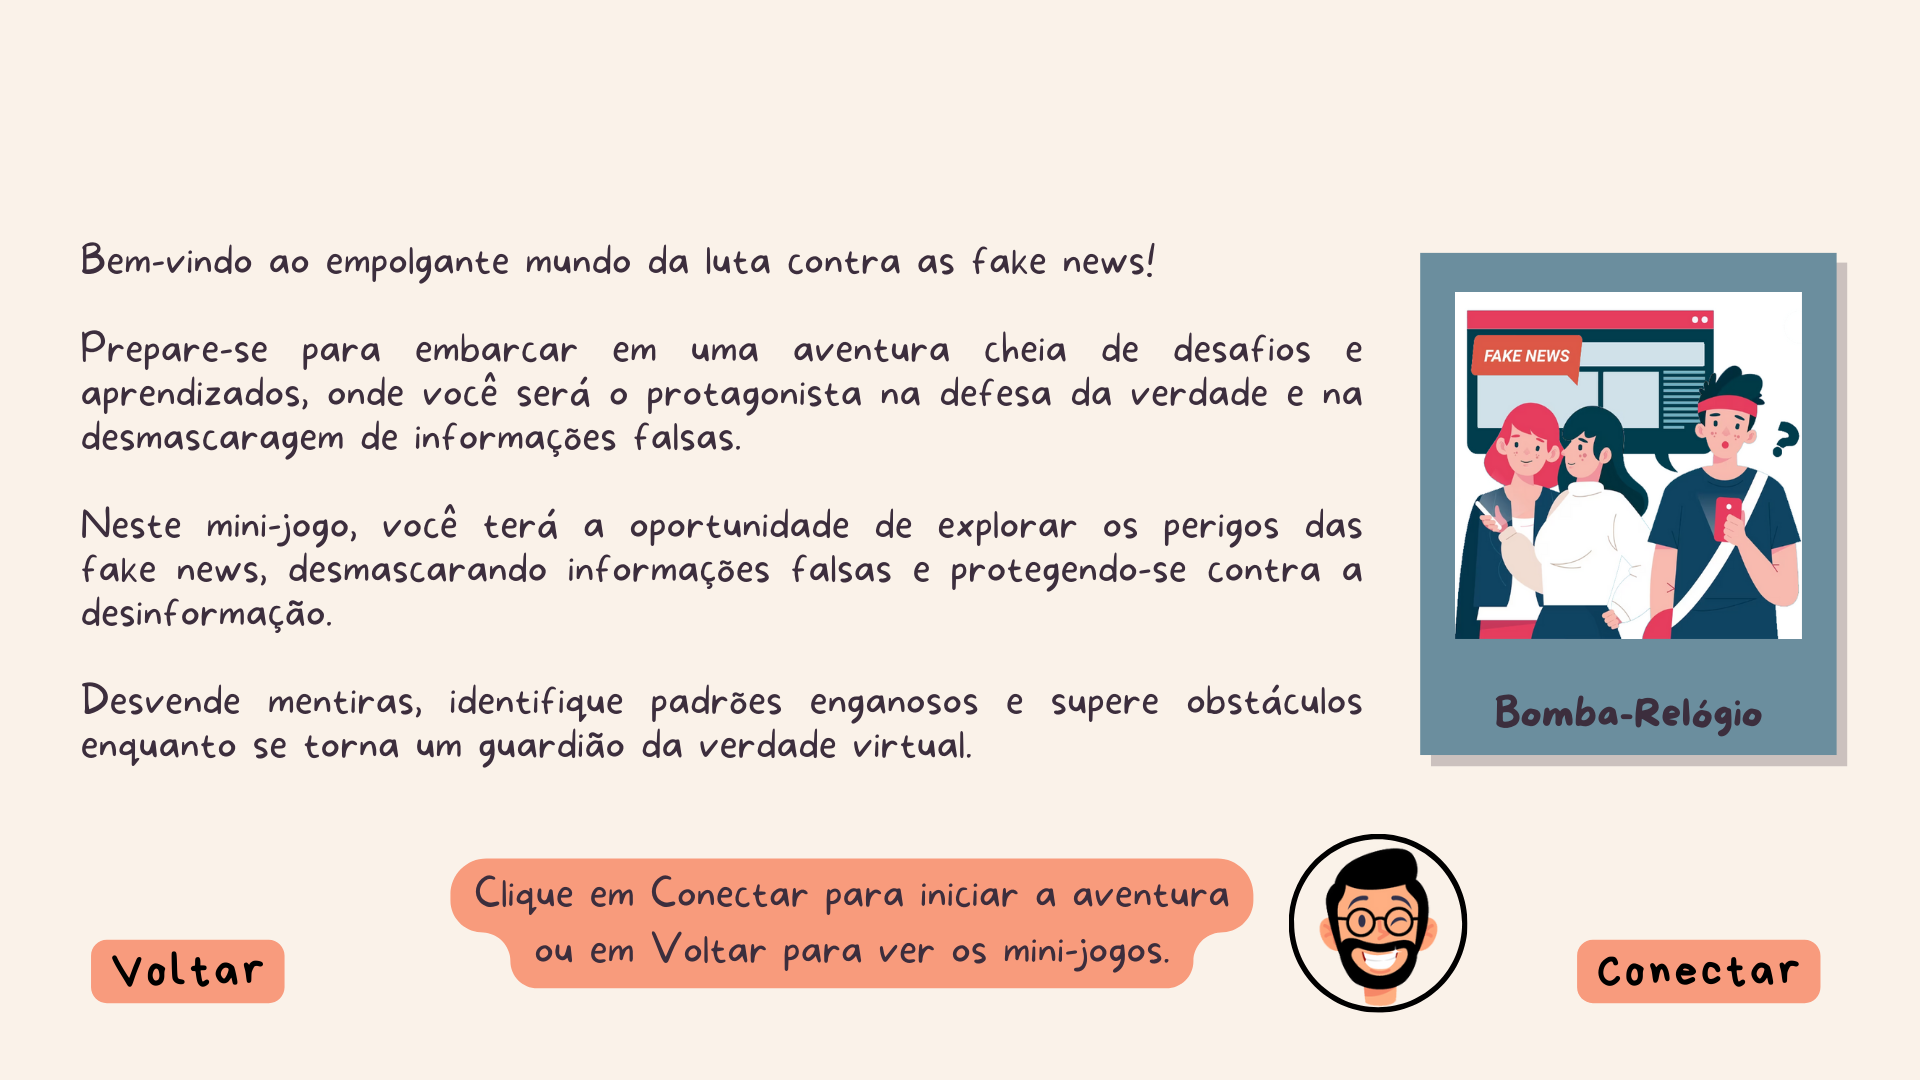 Bem-vindo ao empolgante mundo da luta contra as fake news!
Prepare-se para embarcar em uma aventura cheia de desafios e
aprendizados, onde você será o protagonista na defesa da verdade e na
desmascaragem de informações falsas.
Neste mini-jogo, você terá a oportunidade de explorar os perigos das
fake news, desmascarando informações falsas e protegendo-se contra a
desinformação.
Desvende mentiras, identifique padrões enganosos e supere obstáculos
enquanto se torna um guardião da verdade virtual.
FAKE NEWS
?
Bomba-Relógio
Clique em Conectar para iniciar a aventura
ou em Voltar para ver os mini-jogos.
Voltar
Conectar